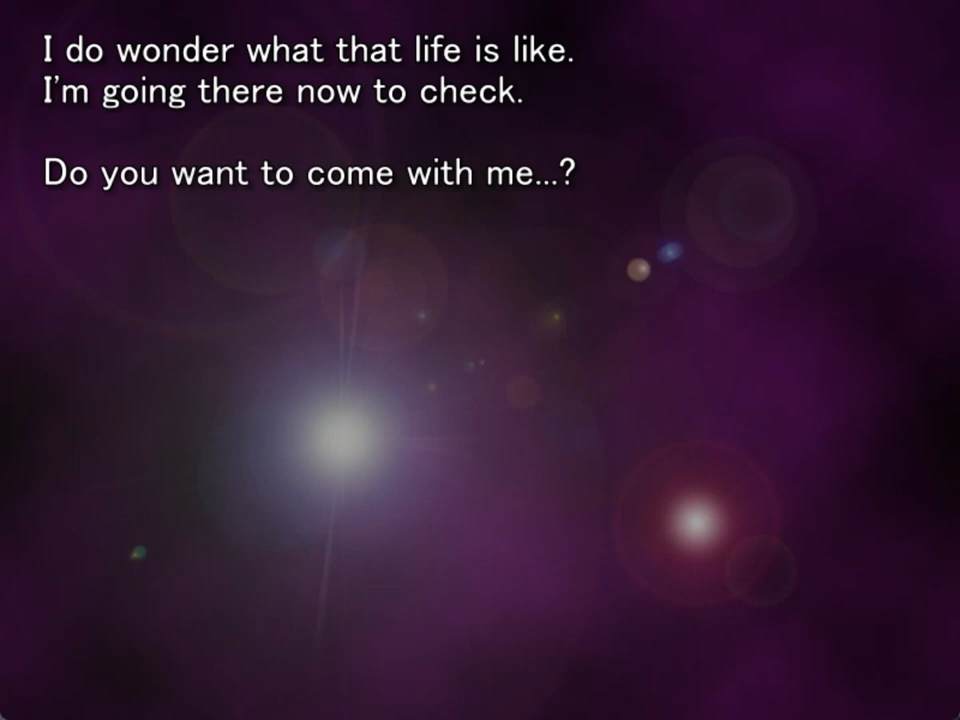 I do wonder what that life is like.
I'm going there now to check.
Do you want to come with me...?